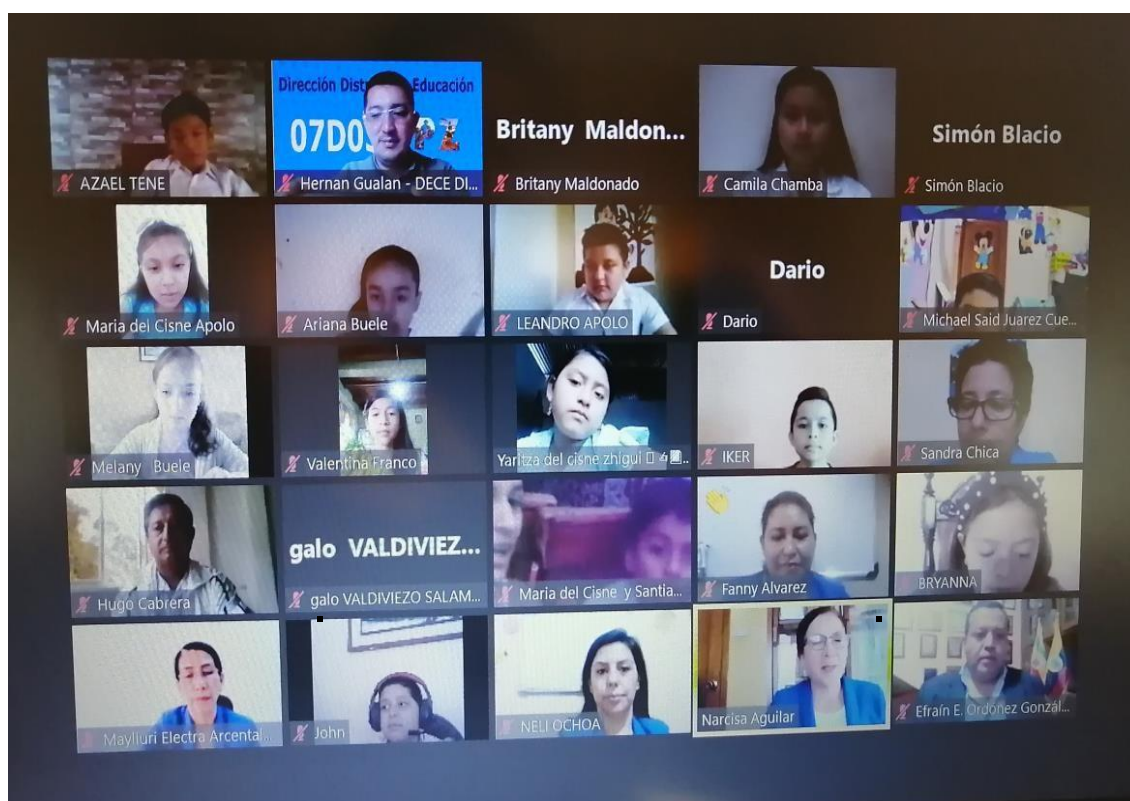 Dirección Dist Educación
07D0 PZ
AZAEL TENE
Hernan Gualan - DECE DI...
Britany Maldon...
Britany Maldonado
Camila Chamba
Simón Blacio
Simón Blacio
Maria del Cisne Apolo
Ariana Buele
LEANDRO APOLO
Dario
Dario
Michael Said Juarez Cue...
Melany Buele
Valentina Franco
Yaritza del cisne zhigui
IKER
Sandra Chica
Hugo Cabrera
galo VALDIVIEZ...
galo VALDIVIEZO SALAM...
Maria del Cisne y Santia...
Fanny Alvarez
BRYANNA
Maylluri Electra Arcental...
John
NELI OCHOA
Narcisa Aguilar
Efraín E. Ordóñez Gonzál...